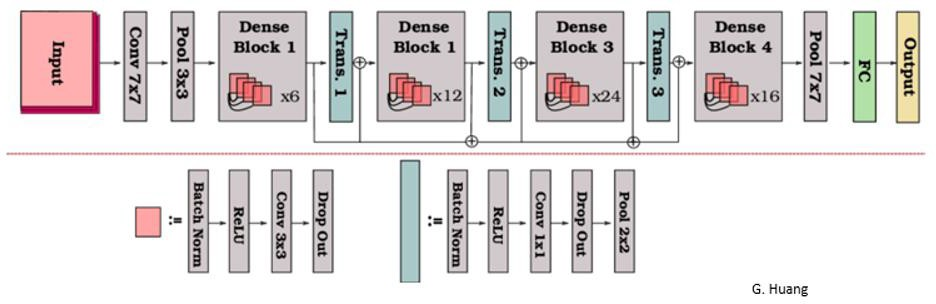 Input
Conv 7x7
Pool 3x3
Dense
Block 1
x6
Trans. 1
Dense
Block 1
x12
Trans. 2
Dense
Block 3
x24
Trans. 3
Dense
Block 4
x16
Pool 7x7
FC
Output
::=
Batch Norm
ReLU
Conv 3x3
Drop Out
::=
Batch Norm
ReLU
Conv 1x1
Drop Out
Pool 2x2
G. Huang